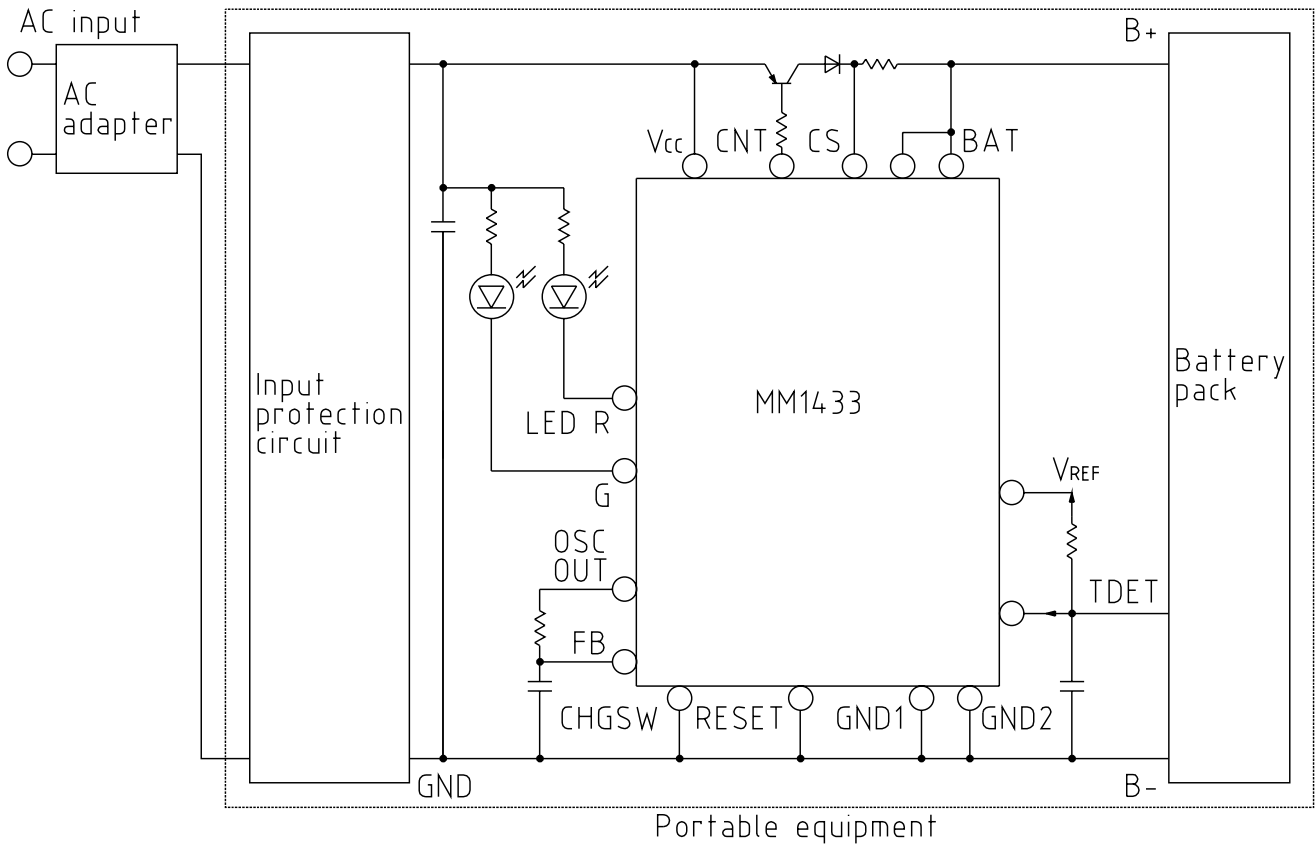 AC input
AC
adapter
B+
VCC
CNT
CS
BAT
Input
protection
circuit
MM1433
Battery
pack
LED R
G
VREF
OSC
OUT
TDET
FB
CHGSW
RESET
GND1
GND2
GND
B-
Portable equipment